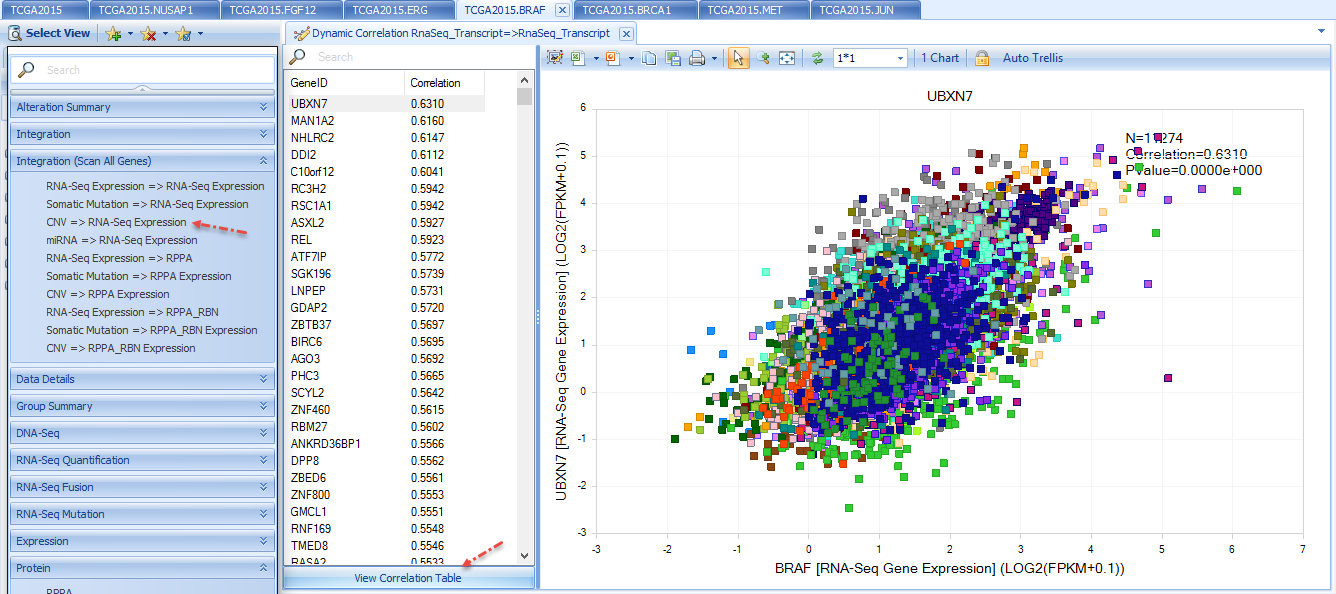 TCGA2015
TCGA2015.NUSAP1
TCGA2015.FGF12
TCGA2015.ERG
TCGA2015.BRAF
TCGA2015.BRCA1
TCGA2015.MET
TCGA2015.JUN
Select View
Search
Alteration Summary
Integration
Integration (Scan All Genes)
RNA-Seq Expression => RNA-Seq Expression
Somatic Mutation => RNA-Seq Expression
CNV => RNA-Seq Expression
miRNA => RNA-Seq Expression
RNA-Seq Expression => RPPA
Somatic Mutation => RPPA Expression
CNV => RPPA Expression
RNA-Seq Expression => RPPA_RBN
Somatic Mutation => RPPA_RBN Expression
CNV => RPPA_RBN Expression
Data Details
Group Summary
DNA-Seq
RNA-Seq Quantification
RNA-Seq Fusion
RNA-Seq Mutation
Expression
Protein
RPPA
Dynamic Correlation RnaSeq_Transcript=>RnaSeq_Transcript
Search
GeneID Correlation
UBXN7 0.6310
MAN1A2 0.6160
NHLRC2 0.6147
DDI2 0.6112
C10orf12 0.6041
RC3H2 0.5942
RSC1A1 0.5942
ASXL2 0.5927
REL 0.5923
ATF7IP 0.5772
SGK196 0.5739
LNPEP 0.5731
GDAP2 0.5720
ZBTB37 0.5697
BIRC6 0.5695
AGO3 0.5692
PHC3 0.5665
SCYL2 0.5642
ZNF460 0.5615
RBM27 0.5602
ANKRD36BP1 0.5566
DPP8 0.5562
ZBED6 0.5561
ZNF800 0.5553
GMCL1 0.5551
RNF169 0.5548
TMED8 0.5546
RASA2 0.5533
View Correlation Table
1*1
1 Chart
Auto Trellis
UBXN7
N=11274
Correlation=0.6310
PValue=0.0000e+000
UBXN7 [RNA-Seq Gene Expression] (LOG2(FPKM+0.1))
6
5
4
3
2
1
0
-1
-2
-3
-3 -2 -1 0 1 2 3 4 5 6 7
BRAF [RNA-Seq Gene Expression] (LOG2(FPKM+0.1))